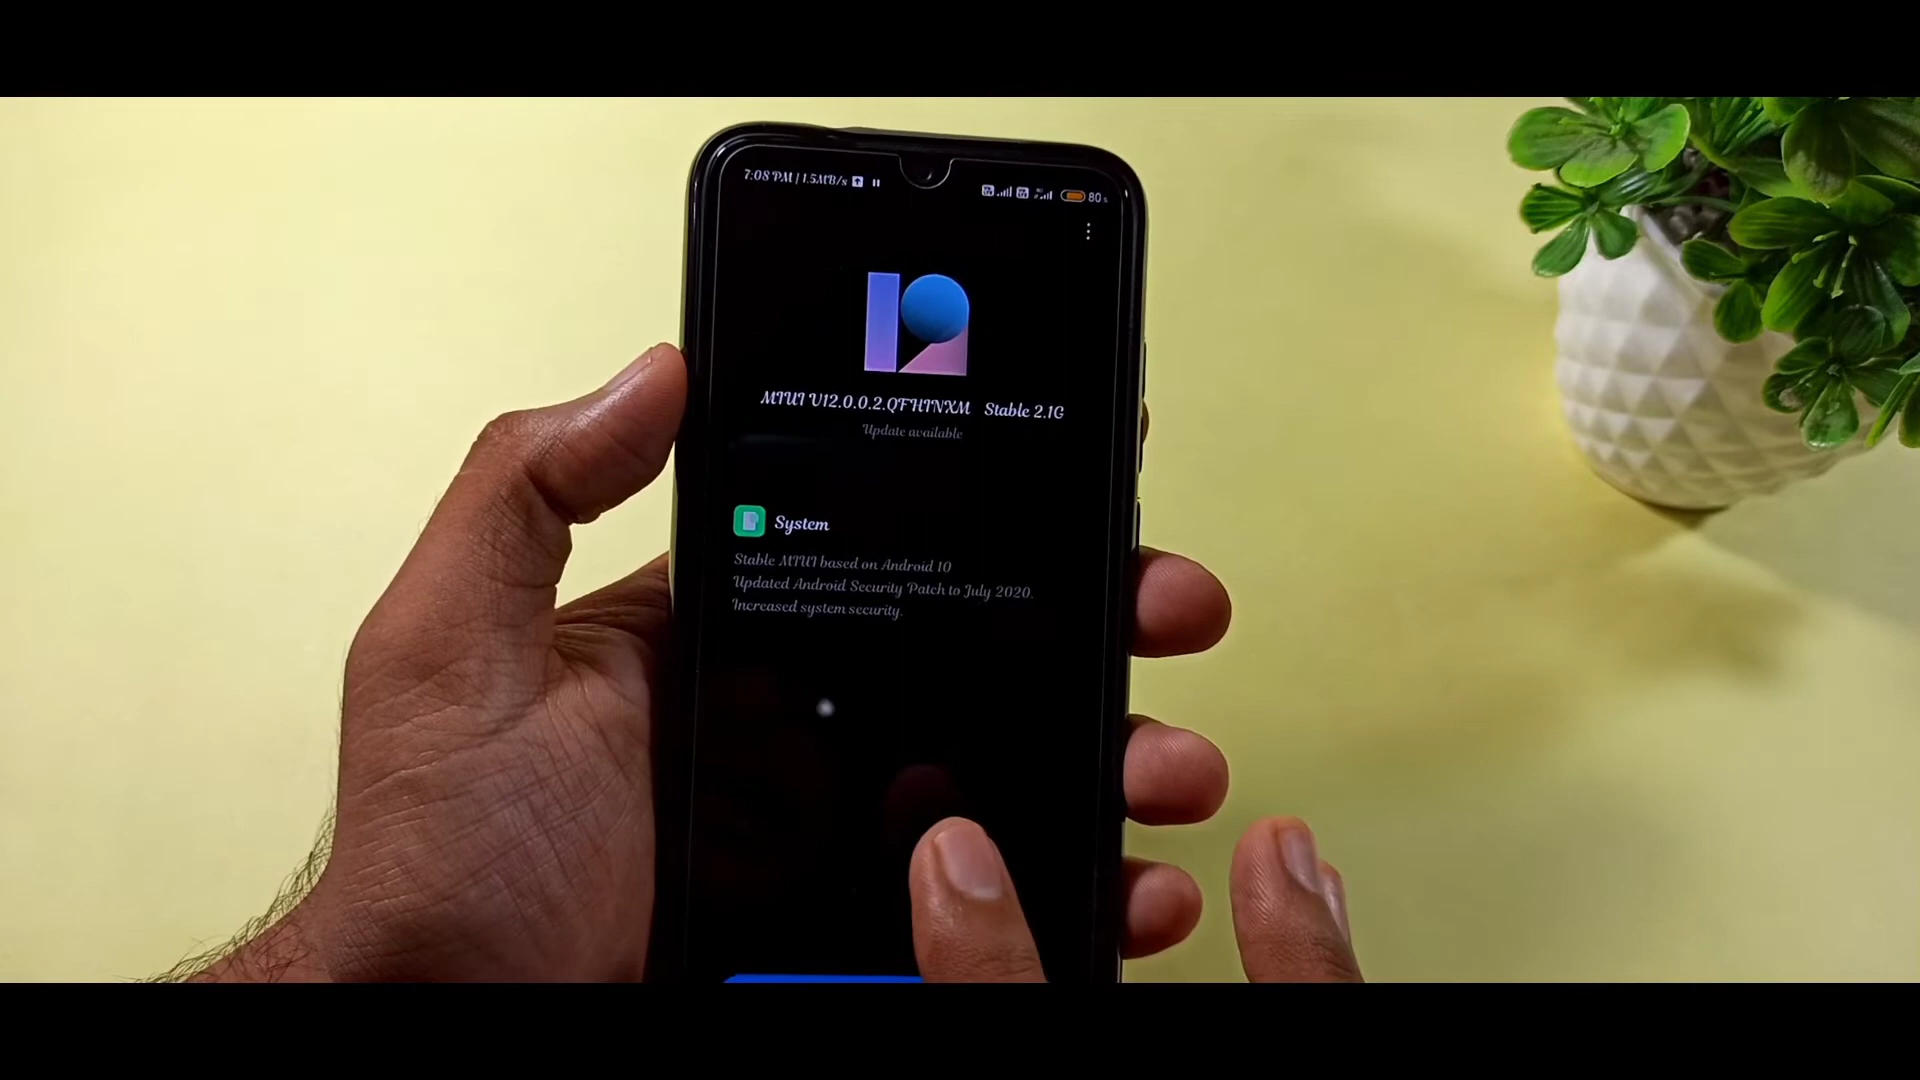 7:08 PM | 1.5MB/s
80
MIUI V12.0.0.2.QFHINXM Stable 2.1G
Update available
System
Stable MIUI based on Android 10
Updated Android Security Patch to July 2020.
Increased system security.